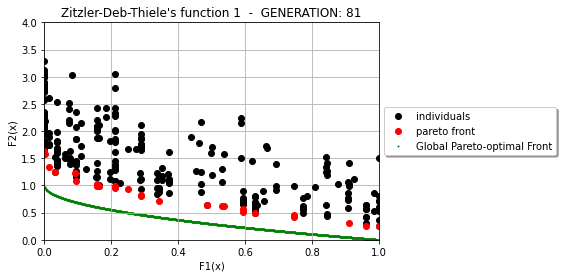 Zitzler-Deb-Thiele's function 1 - GENERATION: 81
4.0
3.5
3.0
2.5
2.0
1.5
1.0
0.5
0.0
F2(x)
0.0 0.2 0.4 0.6 0.8 1.0
F1(x)
individuals
pareto front
Global Pareto-optimal Front